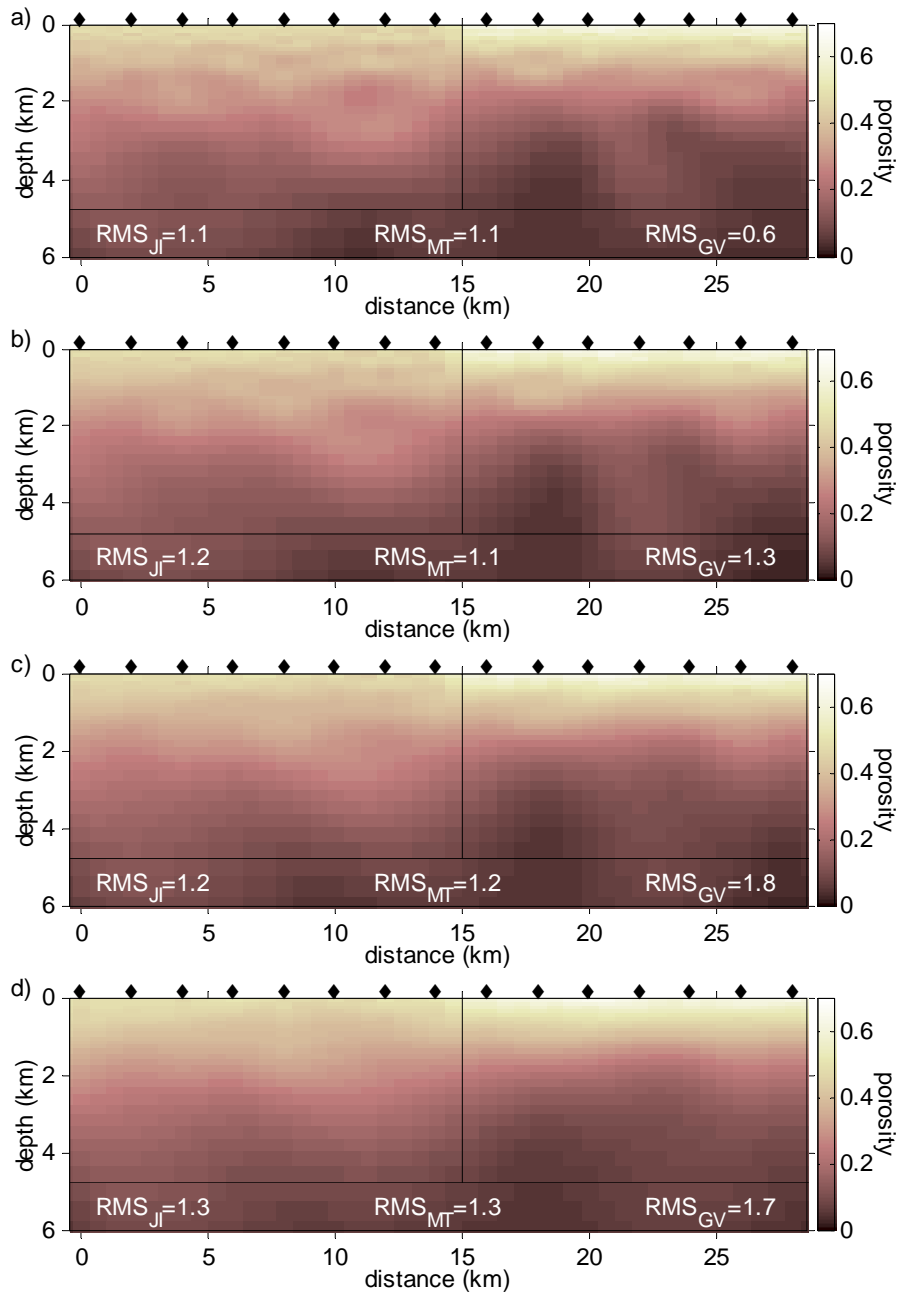 a)
0
2
4
6
depth (km)
RMS_JI=1.1 RMS_MT=1.1 RMS_GV=0.6
0 5 10 15 20 25
distance (km)
0.6
0.4
0.2
0
porosity
b)
0
2
4
6
depth (km)
RMS_JI=1.2 RMS_MT=1.1 RMS_GV=1.3
0 5 10 15 20 25
distance (km)
0.6
0.4
0.2
0
porosity
c)
0
2
4
6
depth (km)
RMS_JI=1.2 RMS_MT=1.2 RMS_GV=1.8
0 5 10 15 20 25
distance (km)
0.6
0.4
0.2
0
porosity
d)
0
2
4
6
depth (km)
RMS_JI=1.3 RMS_MT=1.3 RMS_GV=1.7
0 5 10 15 20 25
distance (km)
0.6
0.4
0.2
0
porosity